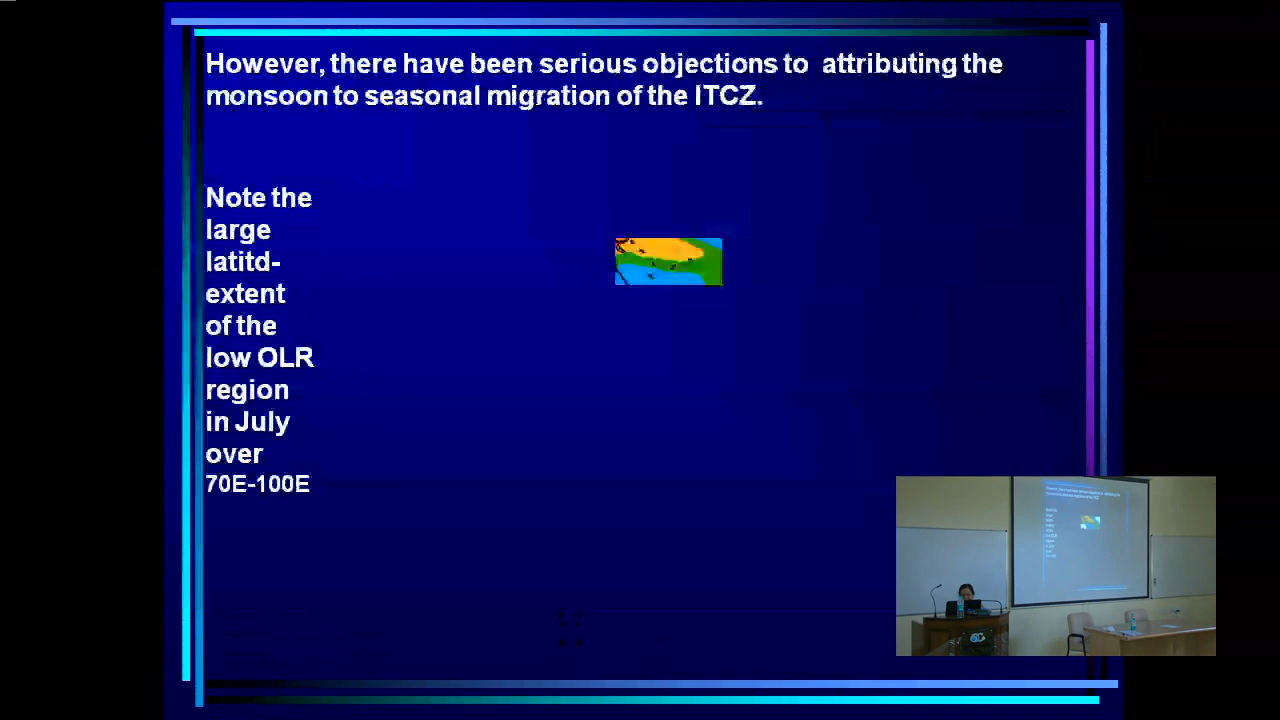 However, there have been serious objections to attributing the
monsoon to seasonal migration of the ITCZ.
Note the
large
latitd-
extent
of the
low OLR
region
in July
over
70E-100E